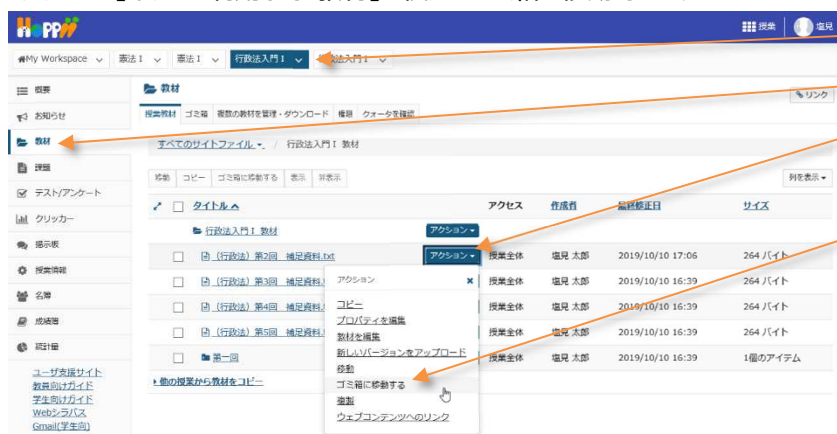 Hoppii
授業
塩見
My Workspace
憲法Ⅰ
憲法Ⅰ
行政法入門Ⅰ
概要
お知らせ
教材
課題
テスト/アンケート
クリッカー
掲示板
授業情報
名簿
成績簿
統計量
ユーザ支援サイト
教員向けガイド
学生向けガイド
Webシラバス
Gmail(学生向)
教材
リンク
授業教材 ゴミ箱 複数の教材を管理・ダウンロード 権限 クォータを確認
すべてのサイトファイル / 行政法入門Ⅰ 教材
移動 コピー ゴミ箱に移動する 表示 非表示
列を表示
タイトル アクセス 作成者 最終修正日 サイズ
行政法入門Ⅰ 教材 アクション
（行政法）第2回 補足資料.txt アクション 授業全体 塩見 太郎 2019/10/10 17:06 264 バイト
（行政法）第3回 補足資料. 授業全体 塩見 太郎 2019/10/10 16:39 264 バイト
（行政法）第4回 補足資料. 授業全体 塩見 太郎 2019/10/10 16:39 264 バイト
（行政法）第5回 補足資料. 授業全体 塩見 太郎 2019/10/10 16:39 264 バイト
第一回 授業全体 塩見 太郎 2019/10/10 16:39 1個のアイテム
他の授業から教材をコピー
アクション ×
コピー
プロパティを編集
教材を編集
新しいバージョンをアップロード
移動
ゴミ箱に移動する
複製
ウェブコンテンツへのリンク